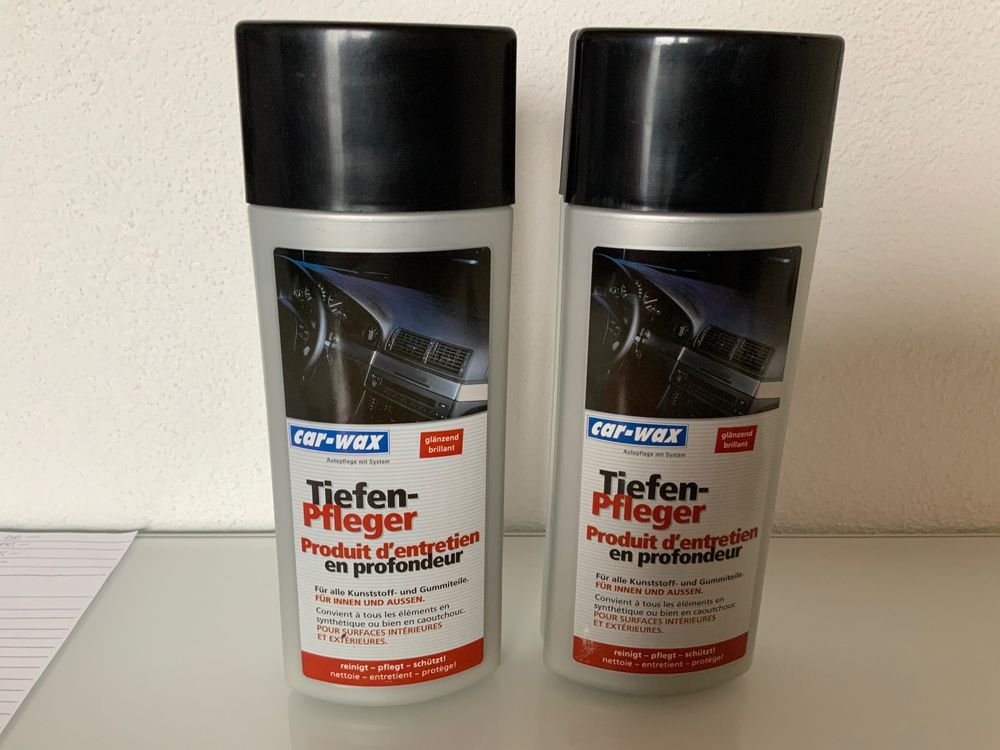 car-wax
Autopflege mit System
glänzend
brillant
Tiefen-
Pfleger
Produit d'entretien
en profondeur
Für alle Kunststoff- und Gummiteile.
FÜR INNEN UND AUSSEN.
Convient à tous les éléments en
synthétique ou bien en caoutchouc.
POUR SURFACES INTÉRIEURES
ET EXTÉRIEURES.
reinigt – pflegt – schützt!
nettoie – entretient – protège!
car-wax
Autopflege mit System
glänzend
brillant
Tiefen-
Pfleger
Produit d'entretien
en profondeur
Für alle Kunststoff- und Gummiteile.
FÜR INNEN UND AUSSEN.
Convient à tous les éléments en
synthétique ou bien en caoutchouc.
POUR SURFACES INTÉRIEURES
ET EXTÉRIEURES.
reinigt – pflegt – schützt!
nettoie – entretient – protège!